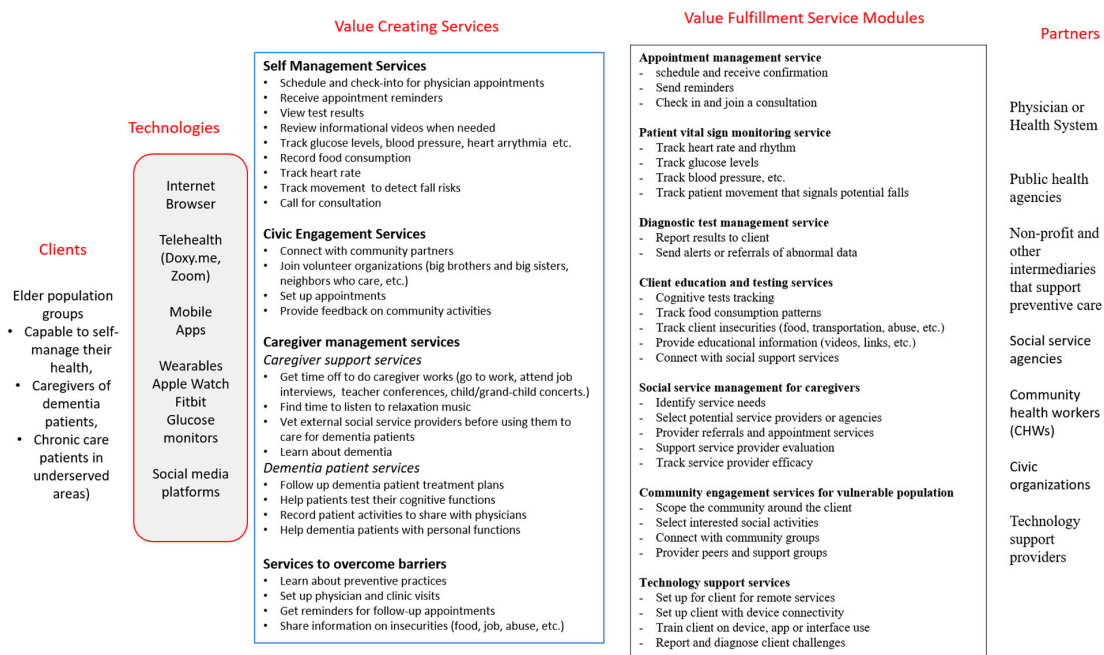 Clients
Elder population
groups
• Capable to self-
manage their
health,
• Caregivers of
dementia
patients,
• Chronic care
patients in
underserved
areas)
Technologies
Internet
Browser
Telehealth
(Doxy.me,
Zoom)
Mobile
Apps
Wearables
Apple Watch
Fitbit
Glucose
monitors
Social media
platforms
Value Creating Services
Self Management Services
• Schedule and check-into for physician appointments
• Receive appointment reminders
• View test results
• Review informational videos when needed
• Track glucose levels, blood pressure, heart arrythmia etc.
• Record food consumption
• Track heart rate
• Track movement to detect fall risks
• Call for consultation
Civic Engagement Services
• Connect with community partners
• Join volunteer organizations (big brothers and big sisters,
neighbors who care, etc.)
• Set up appointments
• Provide feedback on community activities
Caregiver management services
Caregiver support services
• Get time off to do caregiver works (go to work, attend job
interviews, teacher conferences, child/grand-child concerts.)
• Find time to listen to relaxation music
• Vet external social service providers before using them to
care for dementia patients
• Learn about dementia
Dementia patient services
• Follow up dementia patient treatment plans
• Help patients test their cognitive functions
• Record patient activities to share with physicians
• Help dementia patients with personal functions
Services to overcome barriers
• Learn about preventive practices
• Set up physician and clinic visits
• Get reminders for follow-up appointments
• Share information on insecurities (food, job, abuse, etc.)
Value Fulfillment Service Modules
Appointment management service
- schedule and receive confirmation
- Send reminders
- Check in and join a consultation
Patient vital sign monitoring service
- Track heart rate and rhythm
- Track glucose levels
- Track blood pressure, etc.
- Track patient movement that signals potential falls
Diagnostic test management service
- Report results to client
- Send alerts or referrals of abnormal data
Client education and testing services
- Cognitive tests tracking
- Track food consumption patterns
- Track client insecurities (food, transportation, abuse, etc.)
- Provide educational information (videos, links, etc.)
- Connect with social support services
Social service management for caregivers
- Identify service needs
- Select potential service providers or agencies
- Provider referrals and appointment services
- Support service provider evaluation
- Track service provider efficacy
Community engagement services for vulnerable population
- Scope the community around the client
- Select interested social activities
- Connect with community groups
- Provider peers and support groups
Technology support services
- Set up for client for remote services
- Set up client with device connectivity
- Train client on device, app or interface use
- Report and diagnose client challenges
Partners
Physician or
Health System
Public health
agencies
Non-profit and
other
intermediaries
that support
preventive care
Social service
agencies
Community
health workers
(CHWs)
Civic
organizations
Technology
support
providers